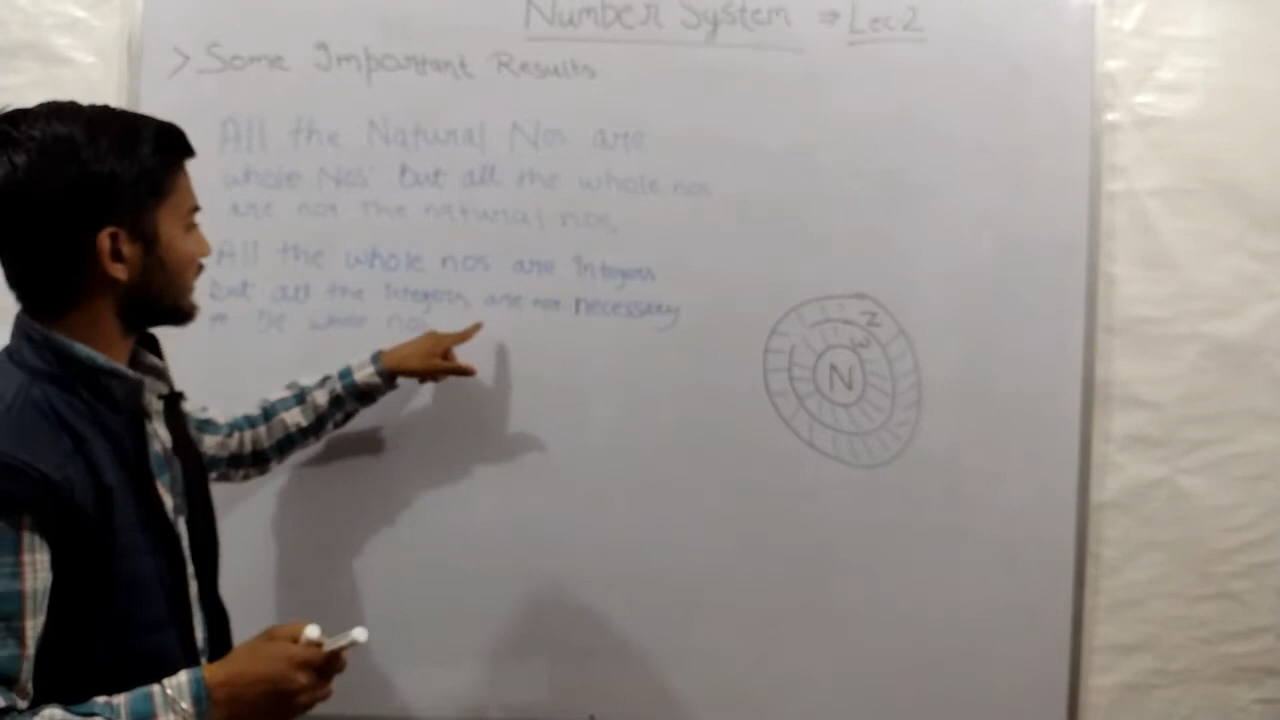 Number System ⇒ Lec 2
> Some Important Results
All the Natural Nos are
whole Nos' but all the whole nos
are not the natural nos,
All the whole nos are integers
but all the integers are not necessary
to be whole nos
Z
W
N